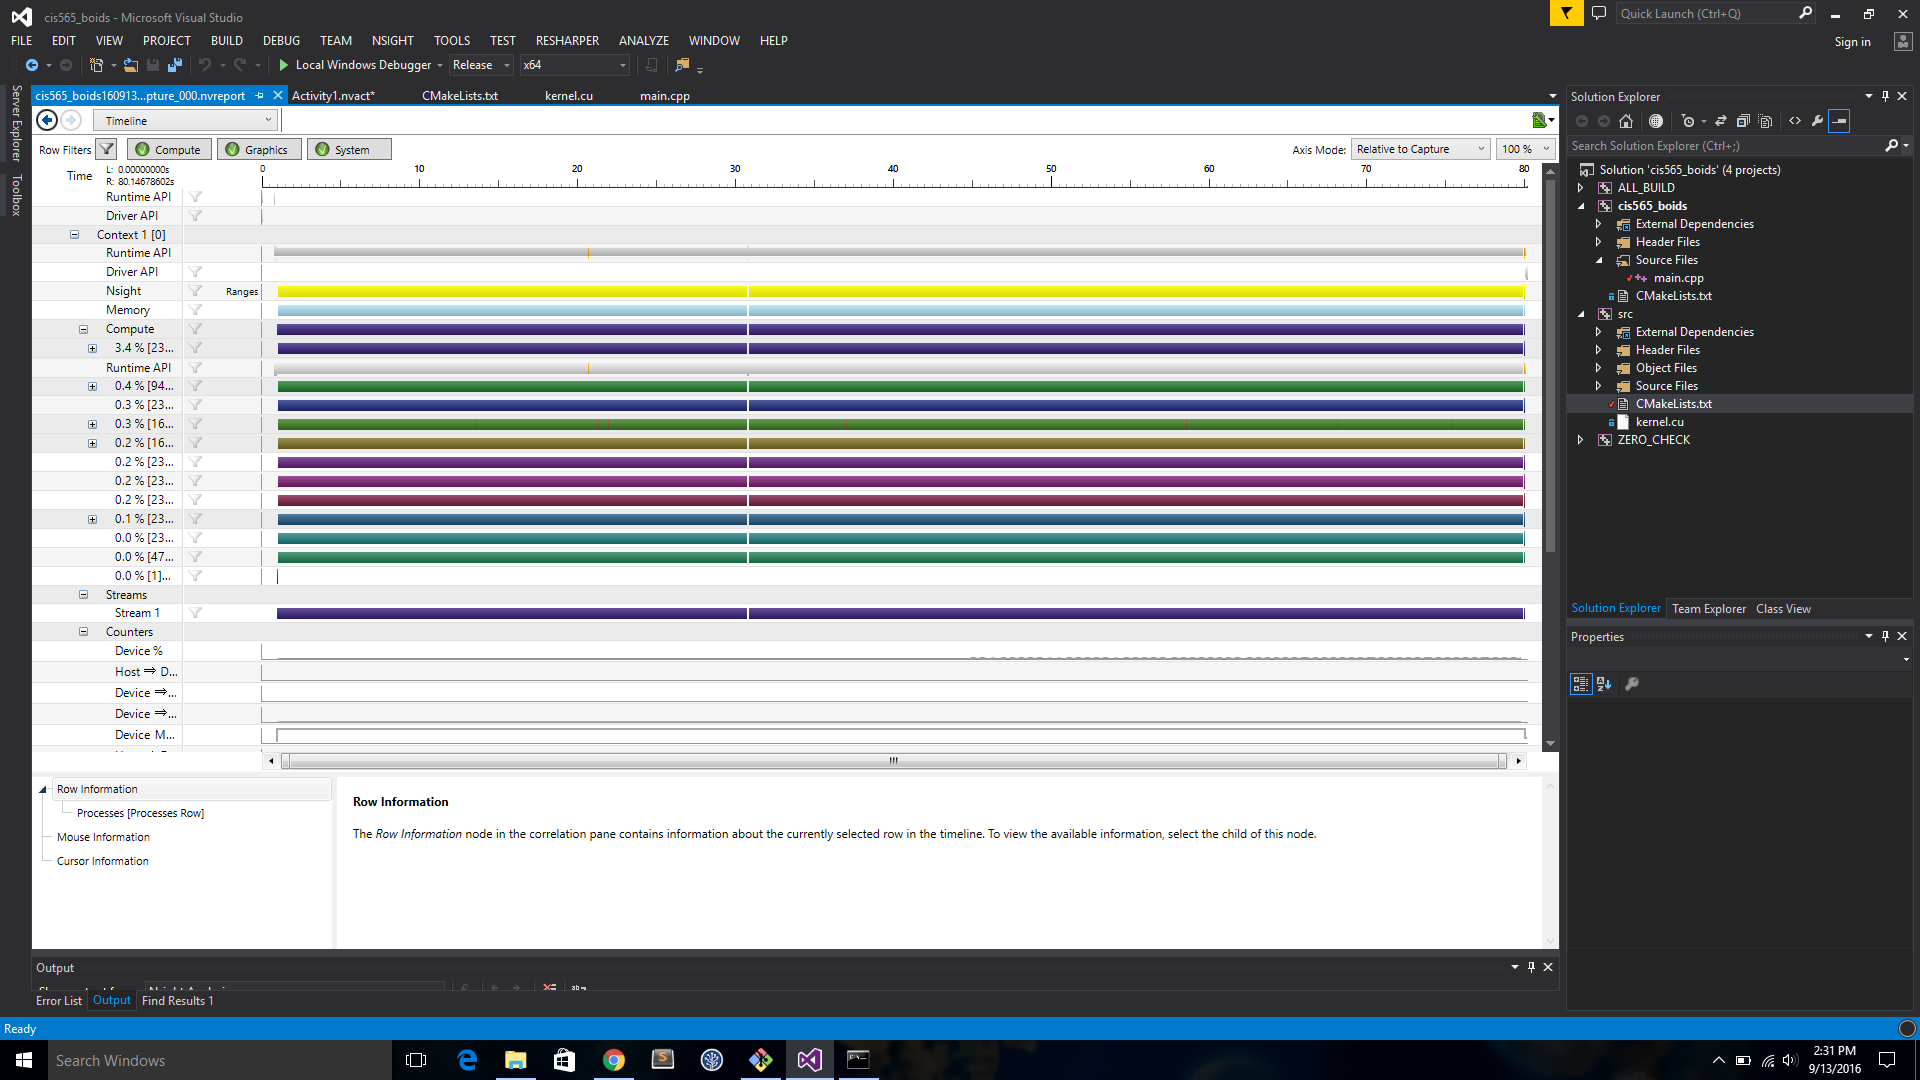 cis565_boids - Microsoft Visual Studio
Quick Launch (Ctrl+Q)
FILE EDIT VIEW PROJECT BUILD DEBUG TEAM NSIGHT TOOLS TEST RESHARPER ANALYZE WINDOW HELP
Sign in
Local Windows Debugger Release x64
Server Explorer
Toolbox
cis565_boids160913...pture_000.nvreport Activity1.nvact* CMakeLists.txt kernel.cu main.cpp
Timeline
Row Filters Compute Graphics System
Axis Mode: Relative to Capture 100 %
Time L: 0.00000000s
R: 80.14678602s
0 10 20 30 40 50 60 70 80
Runtime API
Driver API
Context 1 [0]
Runtime API
Driver API
Nsight Ranges
Memory
Compute
3.4 % [23...
Runtime API
0.4 % [94...
0.3 % [23...
0.3 % [16...
0.2 % [16...
0.2 % [23...
0.2 % [23...
0.2 % [23...
0.1 % [23...
0.0 % [23...
0.0 % [47...
0.0 % [1]...
Streams
Stream 1
Counters
Device %
Host ⇒ D...
Device ⇒...
Device ⇒...
Device M...
Row Information
Processes [Processes Row]
Mouse Information
Cursor Information
Row Information
The Row Information node in the correlation pane contains information about the currently selected row in the timeline. To view the available information, select the child of this node.
Output
Error List Output Find Results 1
Ready
Solution Explorer
Search Solution Explorer (Ctrl+;)
Solution 'cis565_boids' (4 projects)
ALL_BUILD
cis565_boids
External Dependencies
Header Files
Source Files
main.cpp
CMakeLists.txt
src
External Dependencies
Header Files
Object Files
Source Files
CMakeLists.txt
kernel.cu
ZERO_CHECK
Solution Explorer Team Explorer Class View
Properties
Search Windows
2:31 PM
9/13/2016